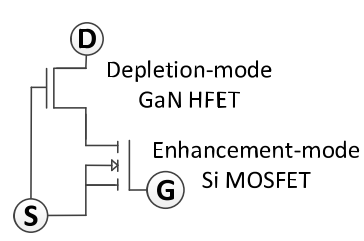 D
Depletion-mode
GaN HFET
Enhancement-mode
Si MOSFET
G
S